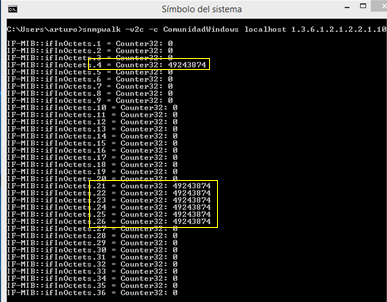 Símbolo del sistema
C:\Users\arturo>snmpwalk -v2c -c ComunidadWindows localhost 1.3.6.1.2.1.2.2.1.10
IF-MIB::ifInOctets.1 = Counter32: 0
IF-MIB::ifInOctets.2 = Counter32: 0
IF-MIB::ifInOctets.3 = Counter32: 0
IF-MIB::ifInOctets.4 = Counter32: 49243874
IF-MIB::ifInOctets.5 = Counter32: 0
IF-MIB::ifInOctets.6 = Counter32: 0
IF-MIB::ifInOctets.7 = Counter32: 0
IF-MIB::ifInOctets.8 = Counter32: 0
IF-MIB::ifInOctets.9 = Counter32: 0
IF-MIB::ifInOctets.10 = Counter32: 0
IF-MIB::ifInOctets.11 = Counter32: 0
IF-MIB::ifInOctets.12 = Counter32: 0
IF-MIB::ifInOctets.13 = Counter32: 0
IF-MIB::ifInOctets.14 = Counter32: 0
IF-MIB::ifInOctets.15 = Counter32: 0
IF-MIB::ifInOctets.16 = Counter32: 0
IF-MIB::ifInOctets.17 = Counter32: 0
IF-MIB::ifInOctets.18 = Counter32: 0
IF-MIB::ifInOctets.19 = Counter32: 0
IF-MIB::ifInOctets.20 = Counter32: 0
IF-MIB::ifInOctets.21 = Counter32: 49243874
IF-MIB::ifInOctets.22 = Counter32: 49243874
IF-MIB::ifInOctets.23 = Counter32: 49243874
IF-MIB::ifInOctets.24 = Counter32: 49243874
IF-MIB::ifInOctets.25 = Counter32: 49243874
IF-MIB::ifInOctets.26 = Counter32: 49243874
IF-MIB::ifInOctets.27 = Counter32: 0
IF-MIB::ifInOctets.28 = Counter32: 0
IF-MIB::ifInOctets.29 = Counter32: 0
IF-MIB::ifInOctets.30 = Counter32: 0
IF-MIB::ifInOctets.31 = Counter32: 0
IF-MIB::ifInOctets.32 = Counter32: 0
IF-MIB::ifInOctets.33 = Counter32: 0
IF-MIB::ifInOctets.34 = Counter32: 0
IF-MIB::ifInOctets.35 = Counter32: 0
IF-MIB::ifInOctets.36 = Counter32: 0